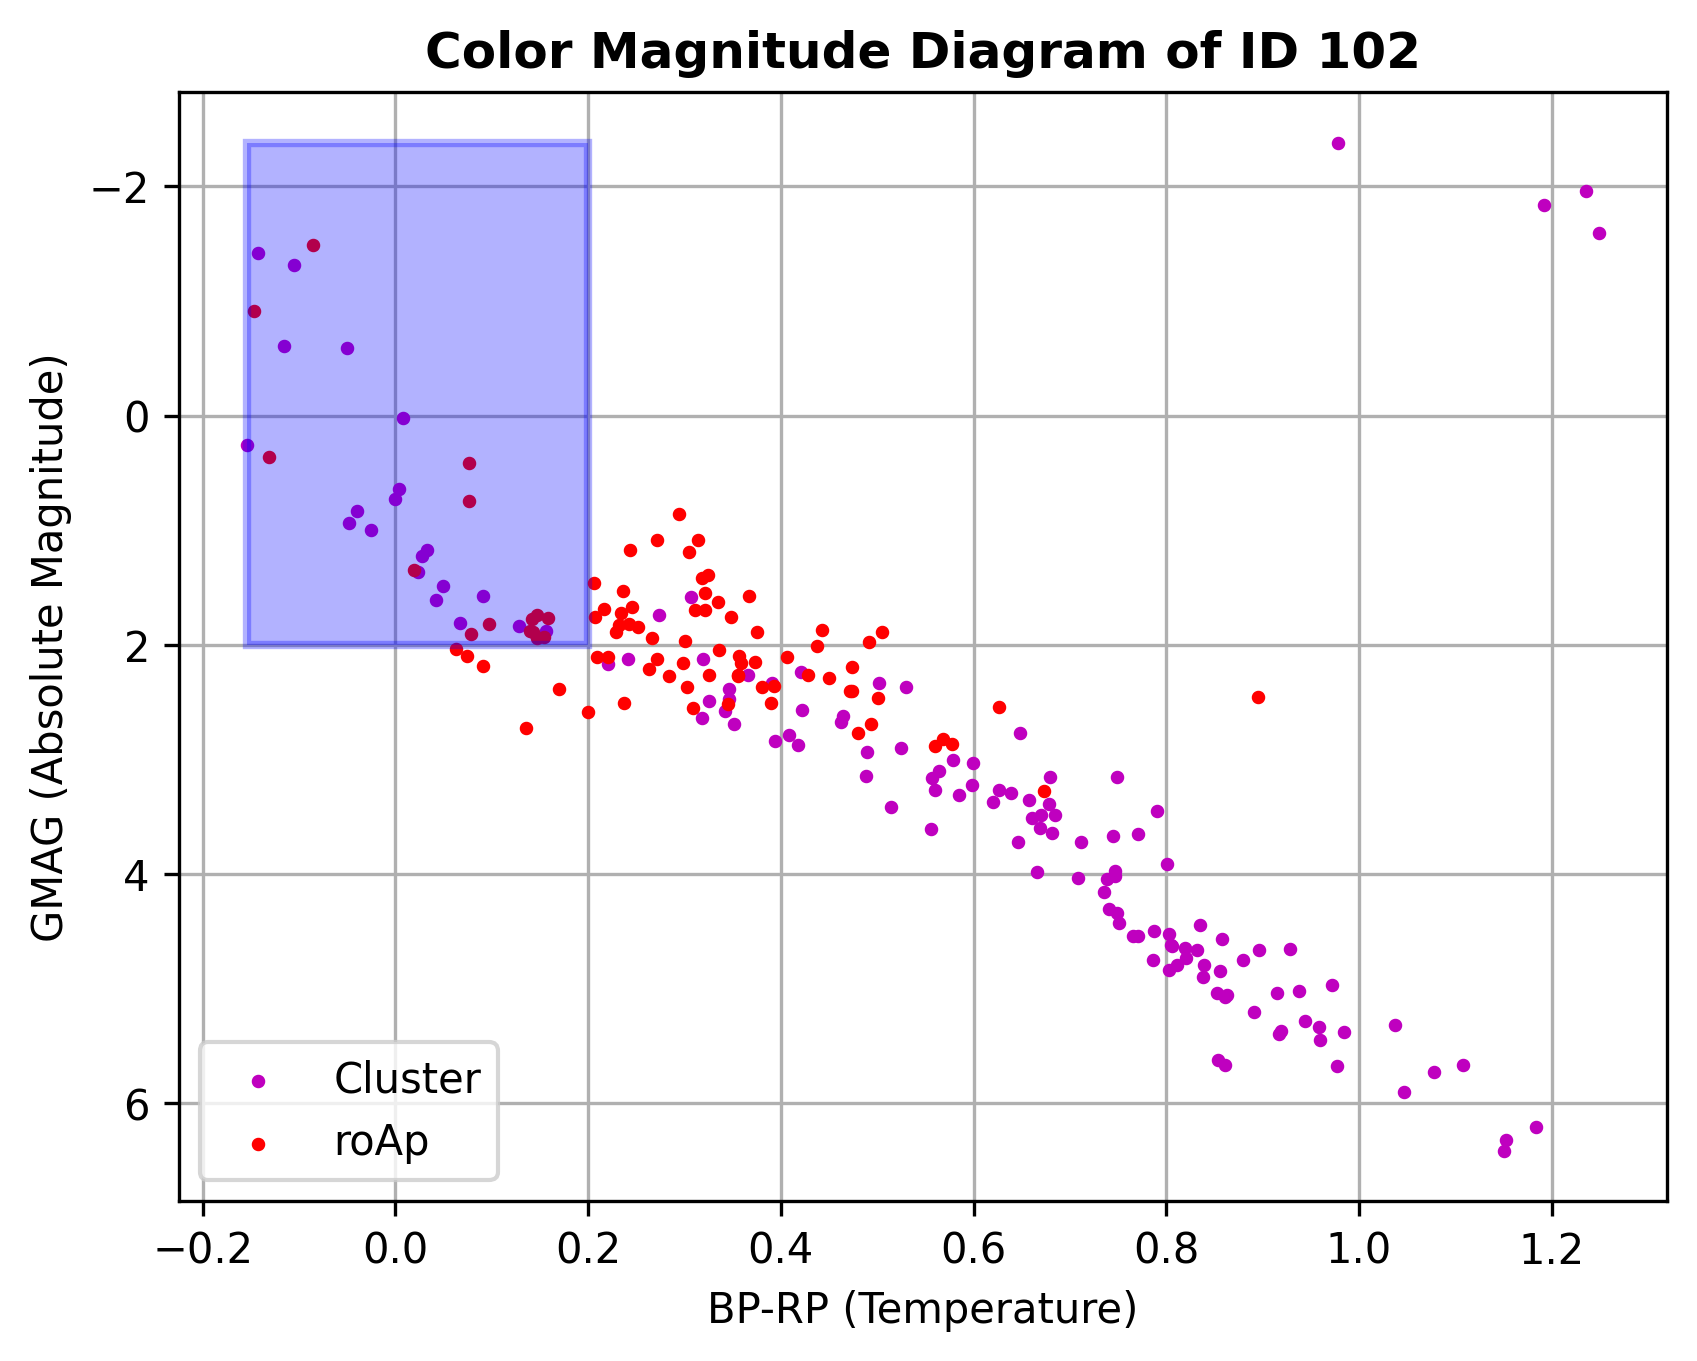 Color Magnitude Diagram of ID 102
GMAG (Absolute Magnitude)
−2
0
2
4
6
Cluster
roAp
−0.2 0.0 0.2 0.4 0.6 0.8 1.0 1.2
BP-RP (Temperature)